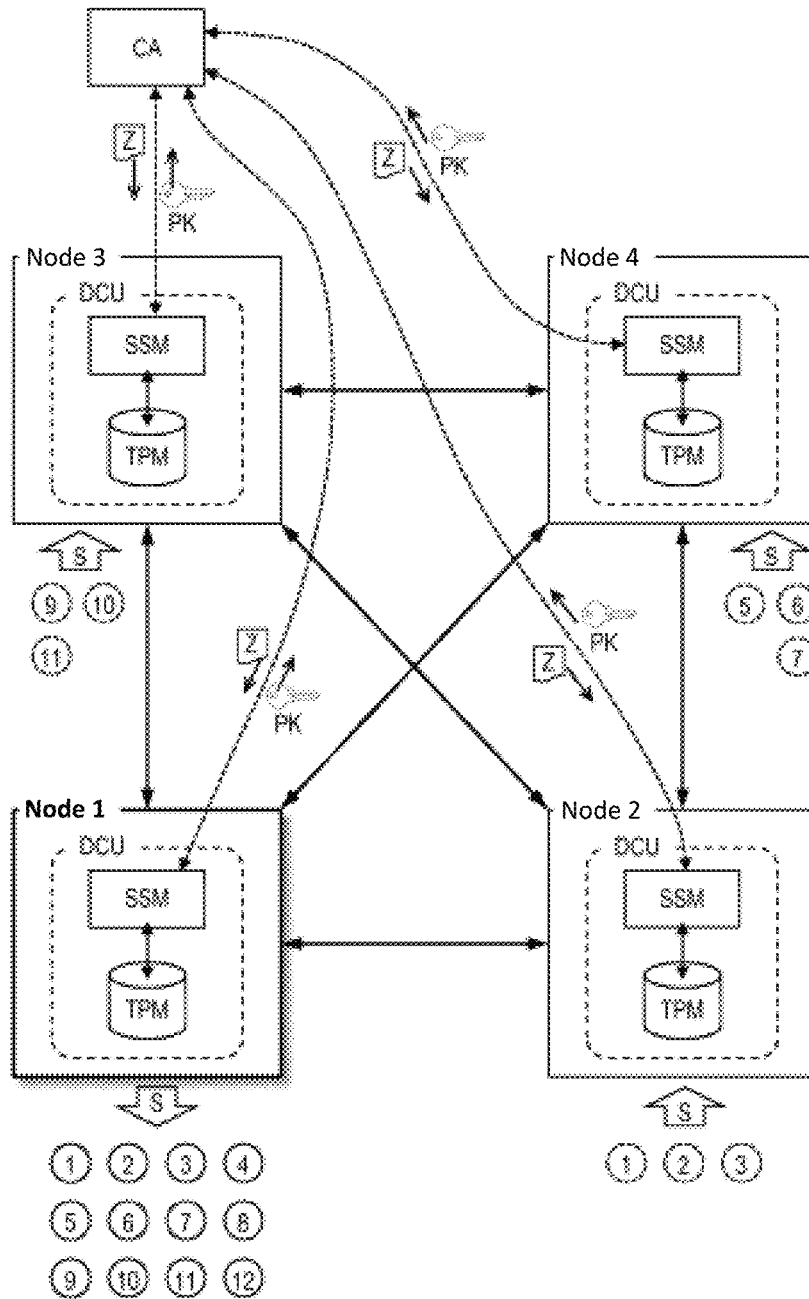 CA
Z
PK
Z
PK
Node 3
DCU
SSM
TPM
Node 4
DCU
SSM
TPM
S
9 10
11
S
5 6
7
Z
PK
Z
PK
Node 1
DCU
SSM
TPM
Node 2
DCU
SSM
TPM
S
1 2 3 4
5 6 7 8
9 10 11 12
S
1 2 3